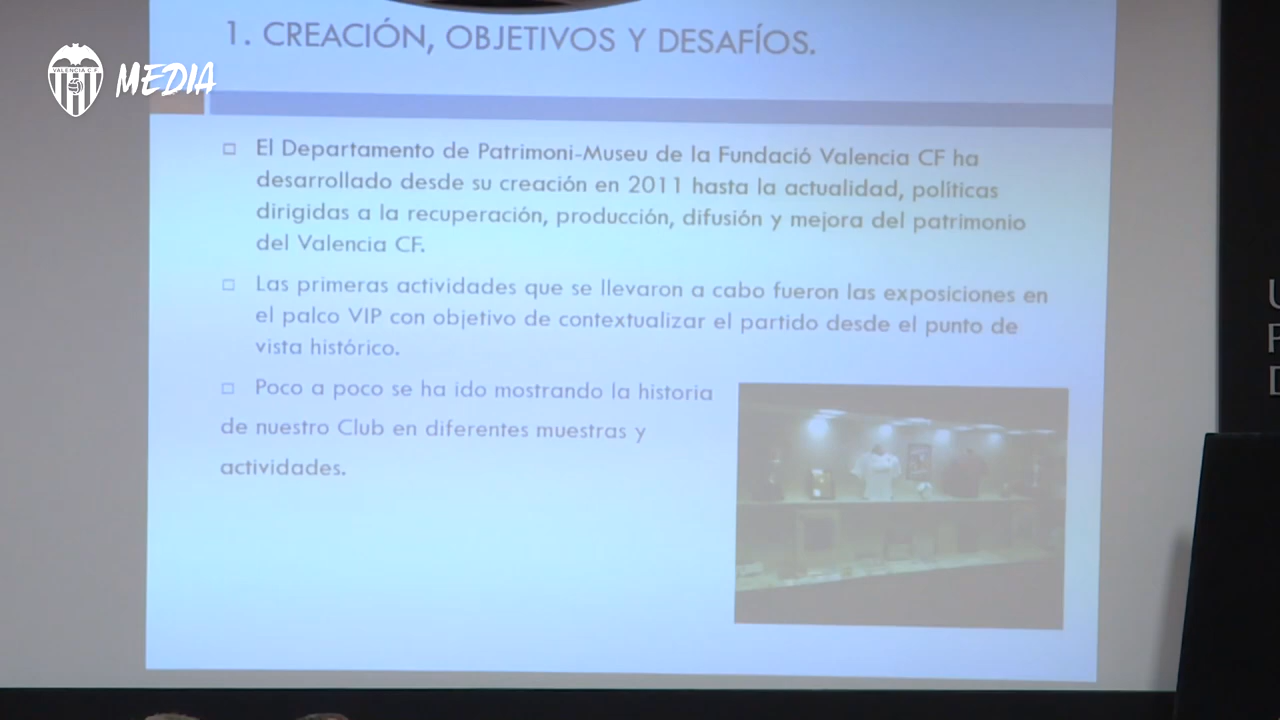 1. CREACIÓN, OBJETIVOS Y DESAFÍOS.
VALENCIA C.F
MEDIA
El Departamento de Patrimoni-Museu de la Fundació Valencia CF ha
desarrollado desde su creación en 2011 hasta la actualidad, políticas
dirigidas a la recuperación, producción, difusión y mejora del patrimonio
del Valencia CF.
Las primeras actividades que se llevaron a cabo fueron las exposiciones en
el palco VIP con objetivo de contextualizar el partido desde el punto de
vista histórico.
Poco a poco se ha ido mostrando la historia
de nuestro Club en diferentes muestras y
actividades.